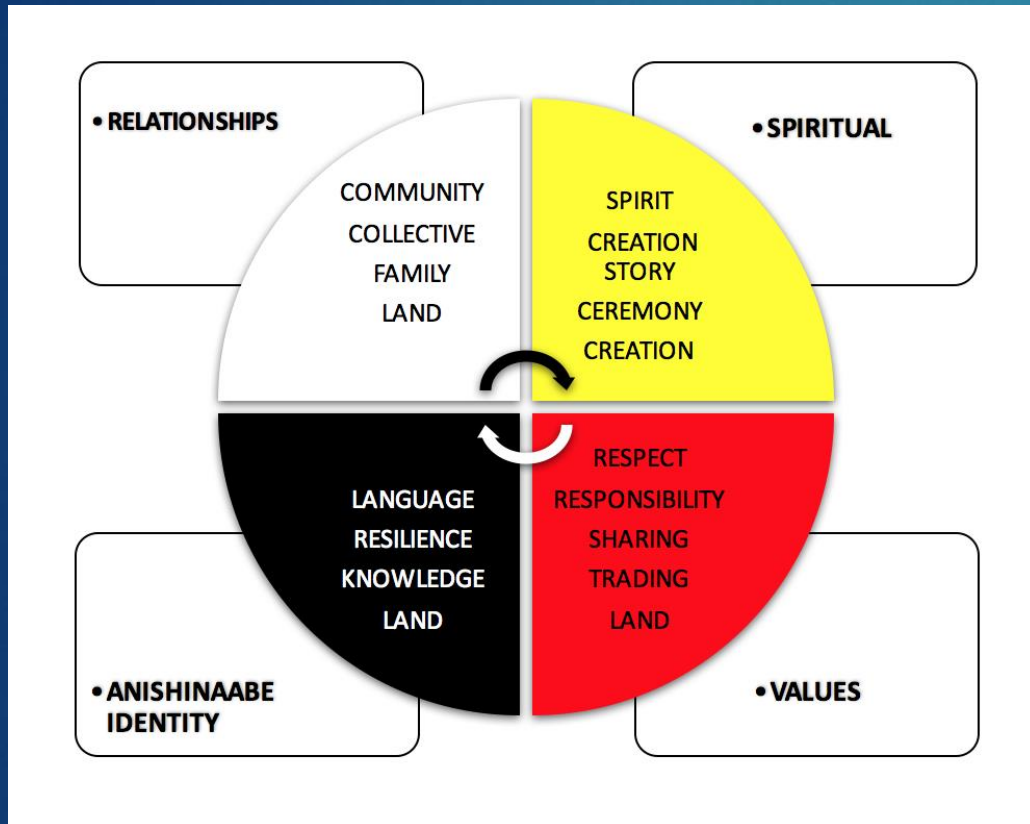 • RELATIONSHIPS
COMMUNITY
COLLECTIVE
FAMILY
LAND
• SPIRITUAL
SPIRIT
CREATION
STORY
CEREMONY
CREATION
• ANISHINAABE
IDENTITY
LANGUAGE
RESILIENCE
KNOWLEDGE
LAND
• VALUES
RESPECT
RESPONSIBILITY
SHARING
TRADING
LAND